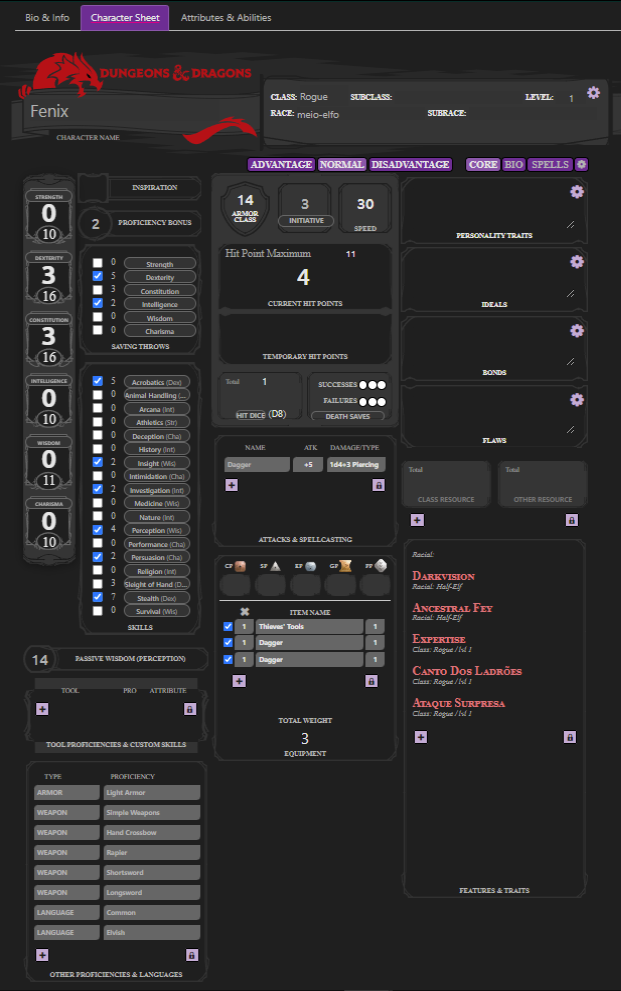 Bio & Info Character Sheet Attributes & Abilities
DUNGEONS & DRAGONS
Fenix
CHARACTER NAME
CLASS: Rogue SUBCLASS: LEVEL: 1
RACE: meio-elfo SUBRACE:
ADVANTAGE NORMAL DISADVANTAGE CORE BIO SPELLS
STRENGTH
0
10
DEXTERITY
3
16
CONSTITUTION
3
16
INTELLIGENCE
0
10
WISDOM
0
11
CHARISMA
0
10
INSPIRATION
2 PROFICIENCY BONUS
0 Strength
5 Dexterity
3 Constitution
2 Intelligence
0 Wisdom
0 Charisma
SAVING THROWS
5 Acrobatics (Dex)
0 Animal Handling (...
0 Arcana (Int)
0 Athletics (Str)
0 Deception (Cha)
0 History (Int)
2 Insight (Wis)
0 Intimidation (Cha)
2 Investigation (Int)
0 Medicine (Wis)
0 Nature (Int)
4 Perception (Wis)
0 Performance (Cha)
2 Persuasion (Cha)
0 Religion (Int)
3 Sleight of Hand (D...
7 Stealth (Dex)
0 Survival (Wis)
SKILLS
14 PASSIVE WISDOM (PERCEPTION)
TOOL PRO ATTRIBUTE
TOOL PROFICIENCIES & CUSTOM SKILLS
TYPE PROFICIENCY
ARMOR Light Armor
WEAPON Simple Weapons
WEAPON Hand Crossbow
WEAPON Rapier
WEAPON Shortsword
WEAPON Longsword
LANGUAGE Common
LANGUAGE Elvish
OTHER PROFICIENCIES & LANGUAGES
14
ARMOR
CLASS
3
INITIATIVE
30
SPEED
Hit Point Maximum 11
4
CURRENT HIT POINTS
TEMPORARY HIT POINTS
Total 1
HIT DICE (D8)
SUCCESSES
FAILURES
DEATH SAVES
NAME ATK DAMAGE/TYPE
Dagger +5 1d4+3 Piercing
ATTACKS & SPELLCASTING
CP SP EP GP PP
ITEM NAME
1 Thieves' Tools 1
1 Dagger 1
1 Dagger 1
TOTAL WEIGHT
3
EQUIPMENT
PERSONALITY TRAITS
IDEALS
BONDS
FLAWS
Total Total
CLASS RESOURCE OTHER RESOURCE
Racial:
DARKVISION
Racial: Half-Elf
ANCESTRAL FEY
Racial: Half-Elf
EXPERTISE
Class: Rogue / lvl 1
CANTO DOS LADRÕES
Class: Rogue / lvl 1
ATAQUE SURPRESA
Class: Rogue / lvl 1
FEATURES & TRAITS